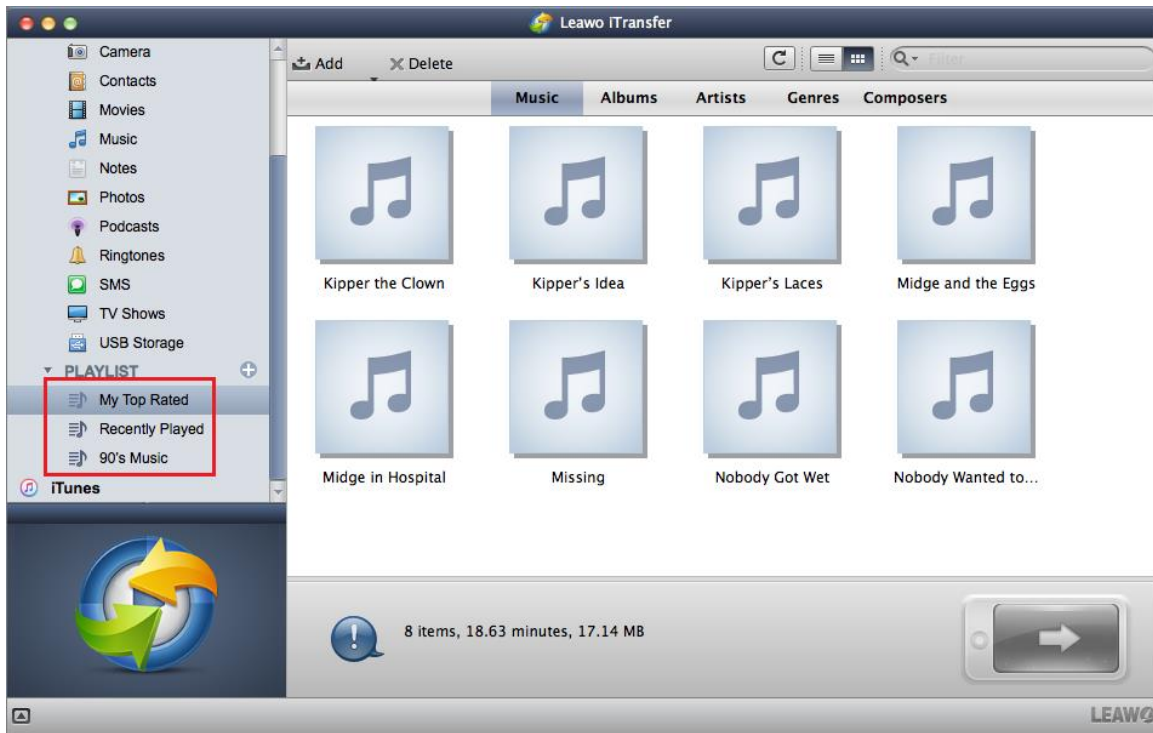 Leawo iTransfer
Camera
Contacts
Movies
Music
Notes
Photos
Podcasts
Ringtones
SMS
TV Shows
USB Storage
PLAYLIST
My Top Rated
Recently Played
90's Music
iTunes
Add Delete Filter
Music Albums Artists Genres Composers
Kipper the Clown Kipper's Idea Kipper's Laces Midge and the Eggs
Midge in Hospital Missing Nobody Got Wet Nobody Wanted to...
8 items, 18.63 minutes, 17.14 MB
LEAWO